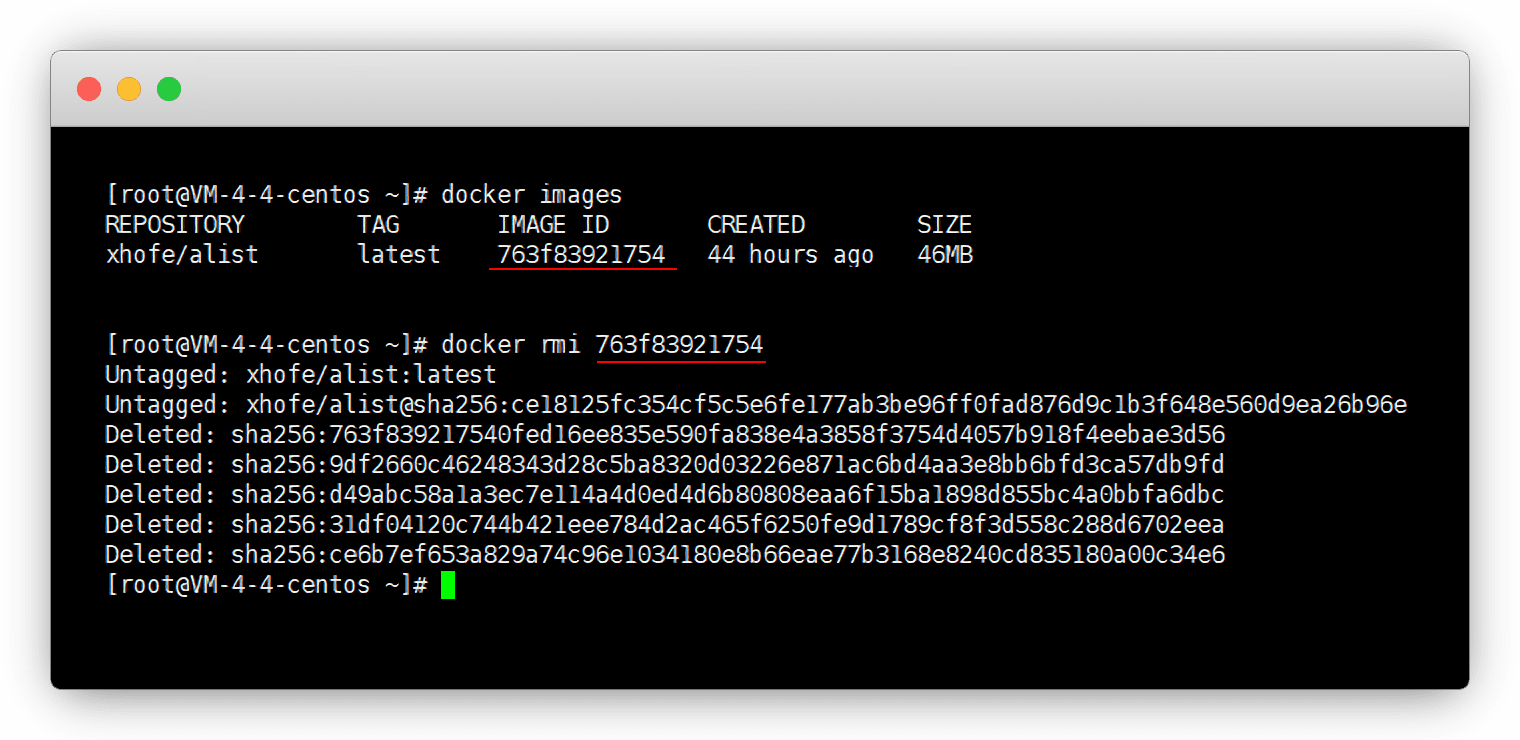 [root@VM-4-4-centos ~]# docker images
REPOSITORY TAG IMAGE ID CREATED SIZE
xhofe/alist latest 763f83921754 44 hours ago 46MB
[root@VM-4-4-centos ~]# docker rmi 763f83921754
Untagged: xhofe/alist:latest
Untagged: xhofe/alist@sha256:ce18125fc354cf5c5e6fe177ab3be96ff0fad876d9c1b3f648e560d9ea26b96e
Deleted: sha256:763f839217540fed16ee835e590fa838e4a3858f3754d4057b918f4eebae3d56
Deleted: sha256:9df2660c46248343d28c5ba8320d03226e871ac6bd4aa3e8bb6bfd3ca57db9fd
Deleted: sha256:d49abc58a1a3ec7e114a4d0ed4d6b80808eaa6f15ba1898d855bc4a0bbfa6dbc
Deleted: sha256:31df04120c744b421eee784d2ac465f6250fe9d1789cf8f3d558c288d6702eea
Deleted: sha256:ce6b7ef653a829a74c96e1034180e8b66eae77b3168e8240cd835180a00c34e6
[root@VM-4-4-centos ~]#